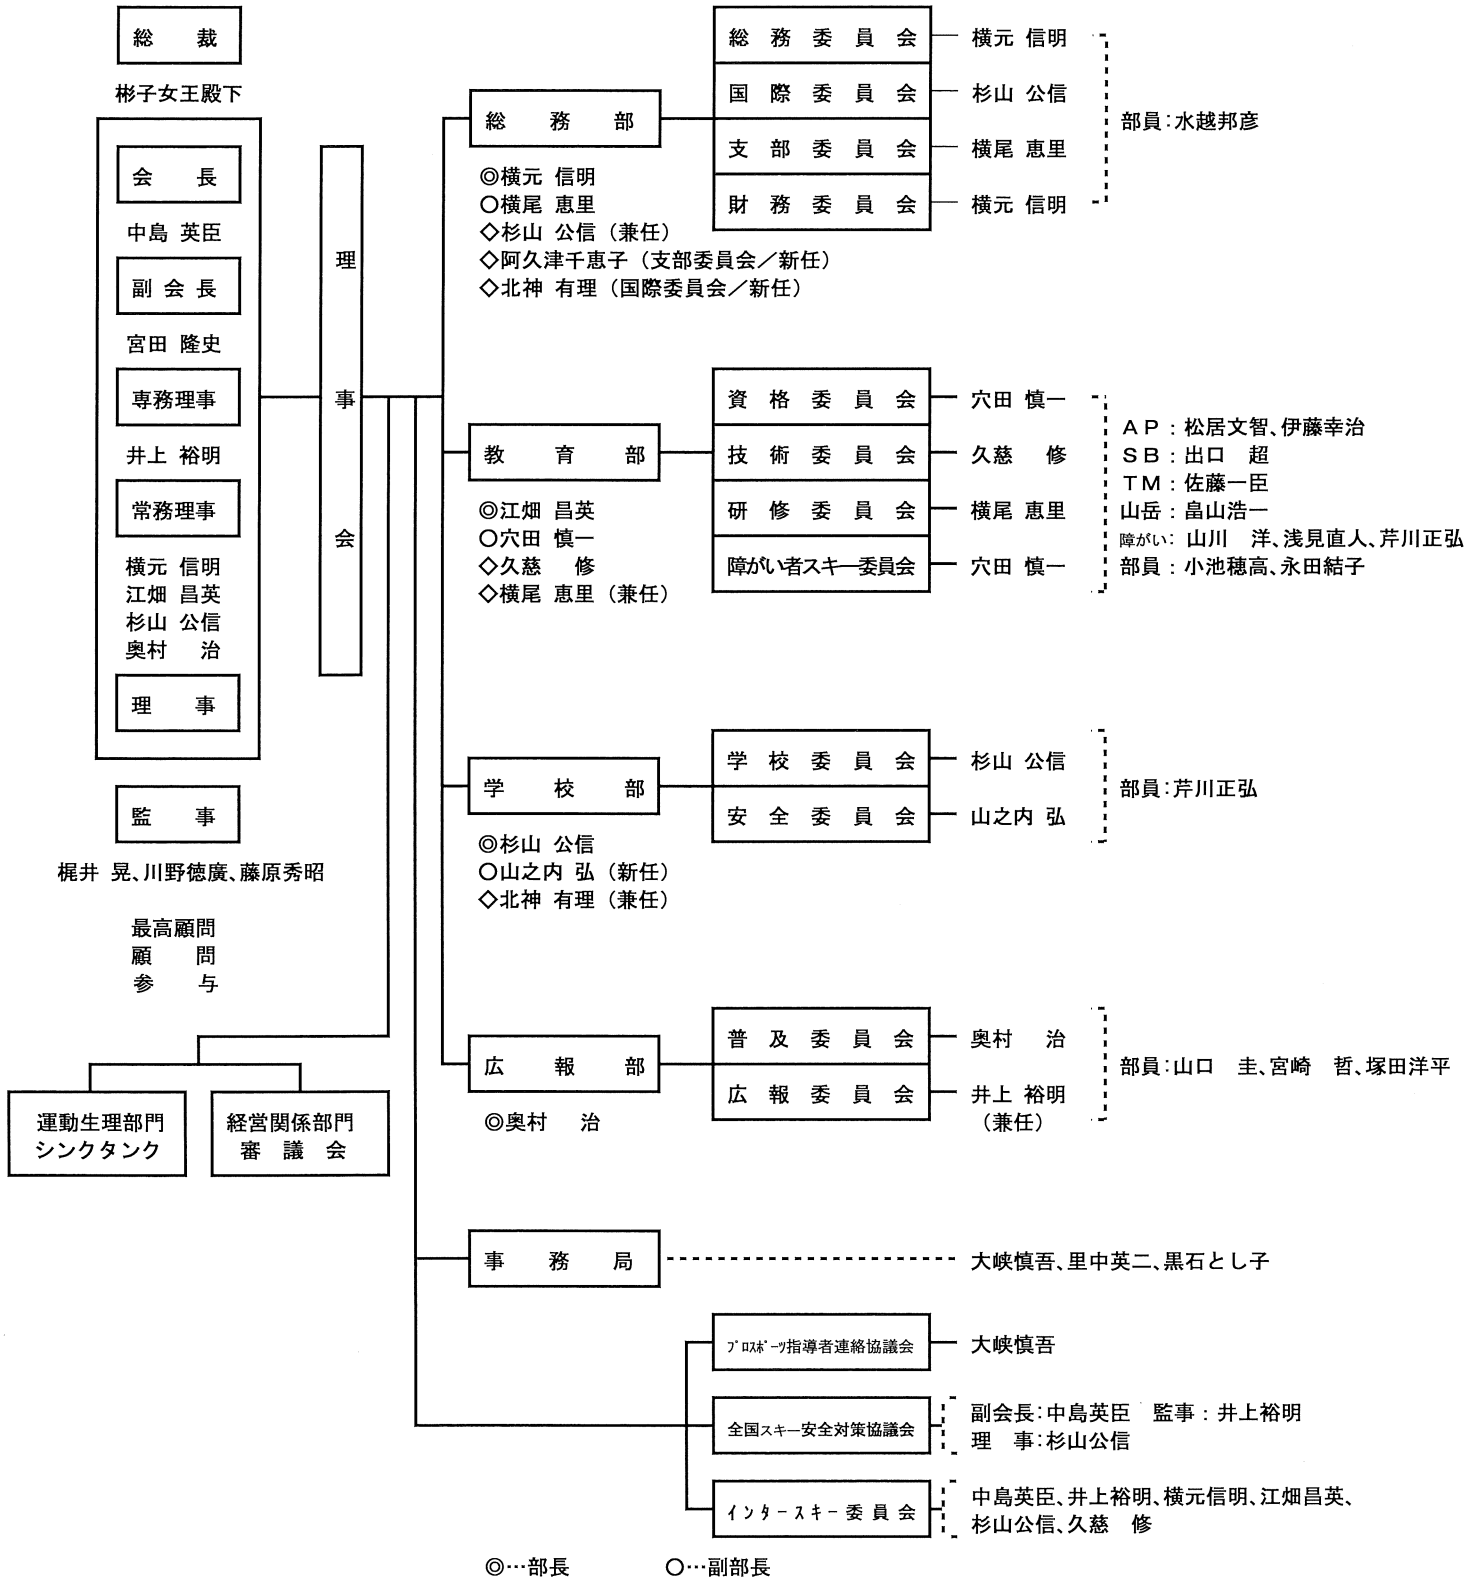 総裁
彬子女王殿下
会長
中島 英臣
副会長
宮田 隆史
専務理事
井上 裕明
常務理事
横元 信明
江畑 昌英
杉山 公信
奥村 治
理事
監事
梶井 晃、川野徳廣、藤原秀昭
最高顧問
顧問
参与
理事会
運動生理部門
シンクタンク
経営関係部門
審議会
総務部
◎横元 信明
○横尾 恵里
◇杉山 公信（兼任）
◇阿久津千恵子（支部委員会／新任）
◇北神 有理（国際委員会／新任）
総務委員会 横元 信明
国際委員会 杉山 公信
支部委員会 横尾 恵里
財務委員会 横元 信明
部員：水越邦彦
教育部
◎江畑 昌英
○穴田 慎一
◇久慈 修
◇横尾 恵里（兼任）
資格委員会 穴田 慎一
技術委員会 久慈 修
研修委員会 横尾 恵里
障がい者スキー委員会 穴田 慎一
ＡＰ：松居文智、伊藤幸治
ＳＢ：出口 超
ＴＭ：佐藤一臣
山岳：畠山浩一
障がい：山川 洋、浅見直人、芹川正弘
部員：小池穂高、永田結子
学校部
◎杉山 公信
○山之内 弘（新任）
◇北神 有理（兼任）
学校委員会 杉山 公信
安全委員会 山之内 弘
部員：芹川正弘
広報部
◎奥村 治
普及委員会 奥村 治
広報委員会 井上 裕明
（兼任）
部員：山口 圭、宮崎 哲、塚田洋平
事務局 大峡慎吾、里中英二、黒石とし子
ﾌﾟﾛｽﾎﾟｰﾂ指導者連絡協議会 大峡慎吾
全国スキー安全対策協議会
副会長：中島英臣 監事：井上裕明
理 事：杉山公信
ｲﾝﾀｰｽｷｰ委員会
中島英臣、井上裕明、横元信明、江畑昌英、
杉山公信、久慈 修
◎…部長 ○…副部長